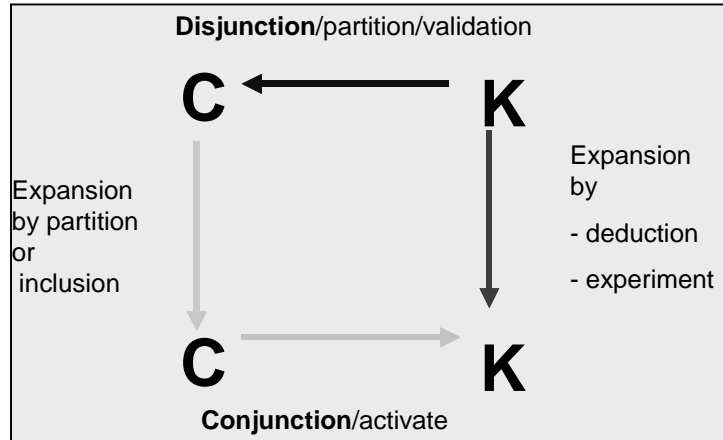 Disjunction/partition/validation
C
K
Expansion
by partition
or
inclusion
Expansion
by
- deduction
- experiment
C
K
Conjunction/activate